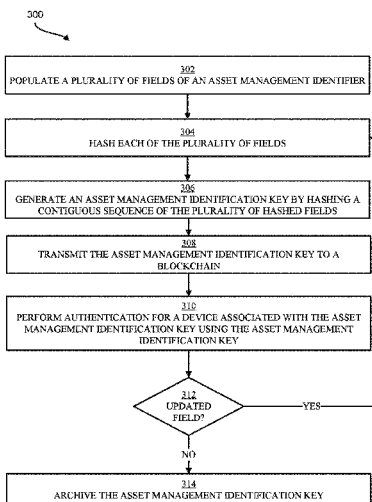 300
302
POPULATE A PLURALITY OF FIELDS OF AN ASSET MANAGEMENT IDENTIFIER
304
HASH EACH OF THE PLURALITY OF FIELDS
306
GENERATE AN ASSET MANAGEMENT IDENTIFICATION KEY BY HASHING A
CONTIGUOUS SEQUENCE OF THE PLURALITY OF HASHED FIELDS
308
TRANSMIT THE ASSET MANAGEMENT IDENTIFICATION KEY TO A
BLOCKCHAIN
310
PERFORM AUTHENTICATION FOR A DEVICE ASSOCIATED WITH THE ASSET
MANAGEMENT IDENTIFICATION KEY USING THE ASSET MANAGEMENT
IDENTIFICATION KEY
312
UPDATED
FIELD?
YES
NO
314
ARCHIVE THE ASSET MANAGEMENT IDENTIFICATION KEY